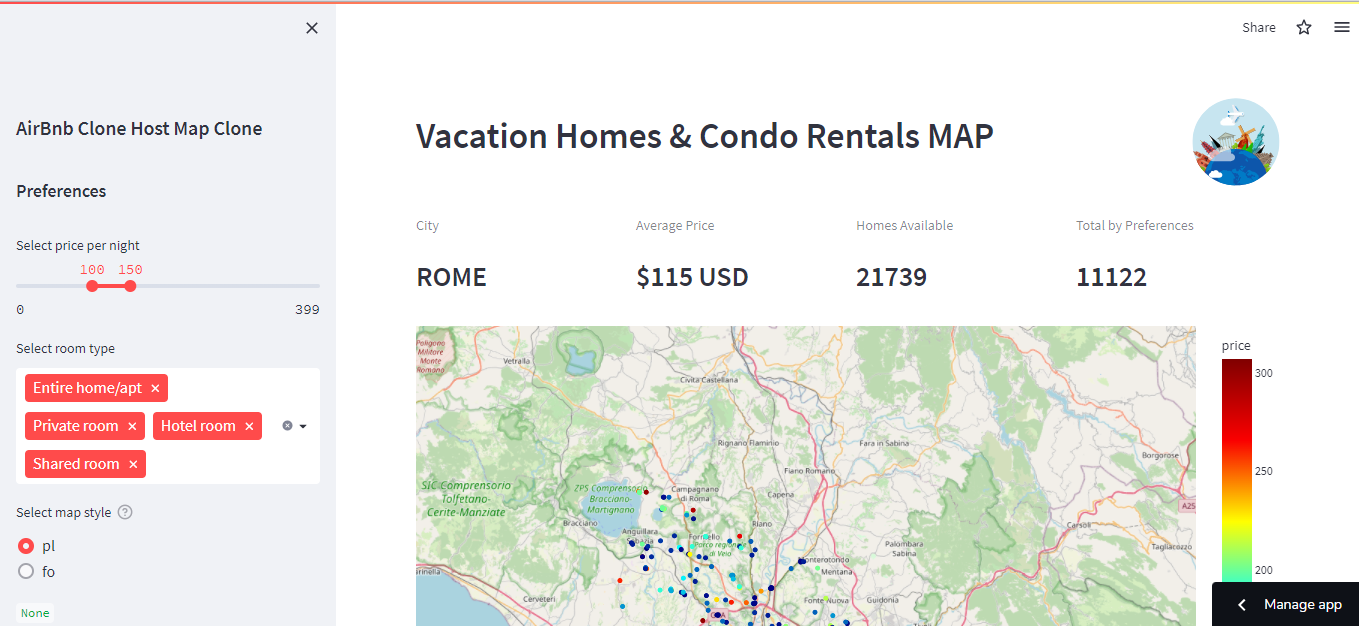 Share
AirBnb Clone Host Map Clone
Preferences
Select price per night
100 150
0 399
Select room type
Entire home/apt ×
Private room × Hotel room ×
Shared room ×
Select map style ?
pl
fo
None
Vacation Homes & Condo Rentals MAP
City Average Price Homes Available Total by Preferences
ROME $115 USD 21739 11122
Poligono
Militare
Monte
Romano
Vetralla
Civita Castellana
Rignano Flaminio
Fara in Sabina
Fiano Romano
Borgorose
SIC Comprensorio
Tolfetano-
Cerite-Manziate
ZPS Comprensorio
Bracciano-
Martignano
Campagnano
di Roma
Capena
A25
Bracciano
Riano
Carsoli
Anguillara
Sabazia
Formello
Parco regionale
di Veio
Palombara
Sabina
Tagliacozzo
Monterotondo
Mentana
Cerveteri
Fonte Nuova
Guidonia
price
300
250
200
Manage app